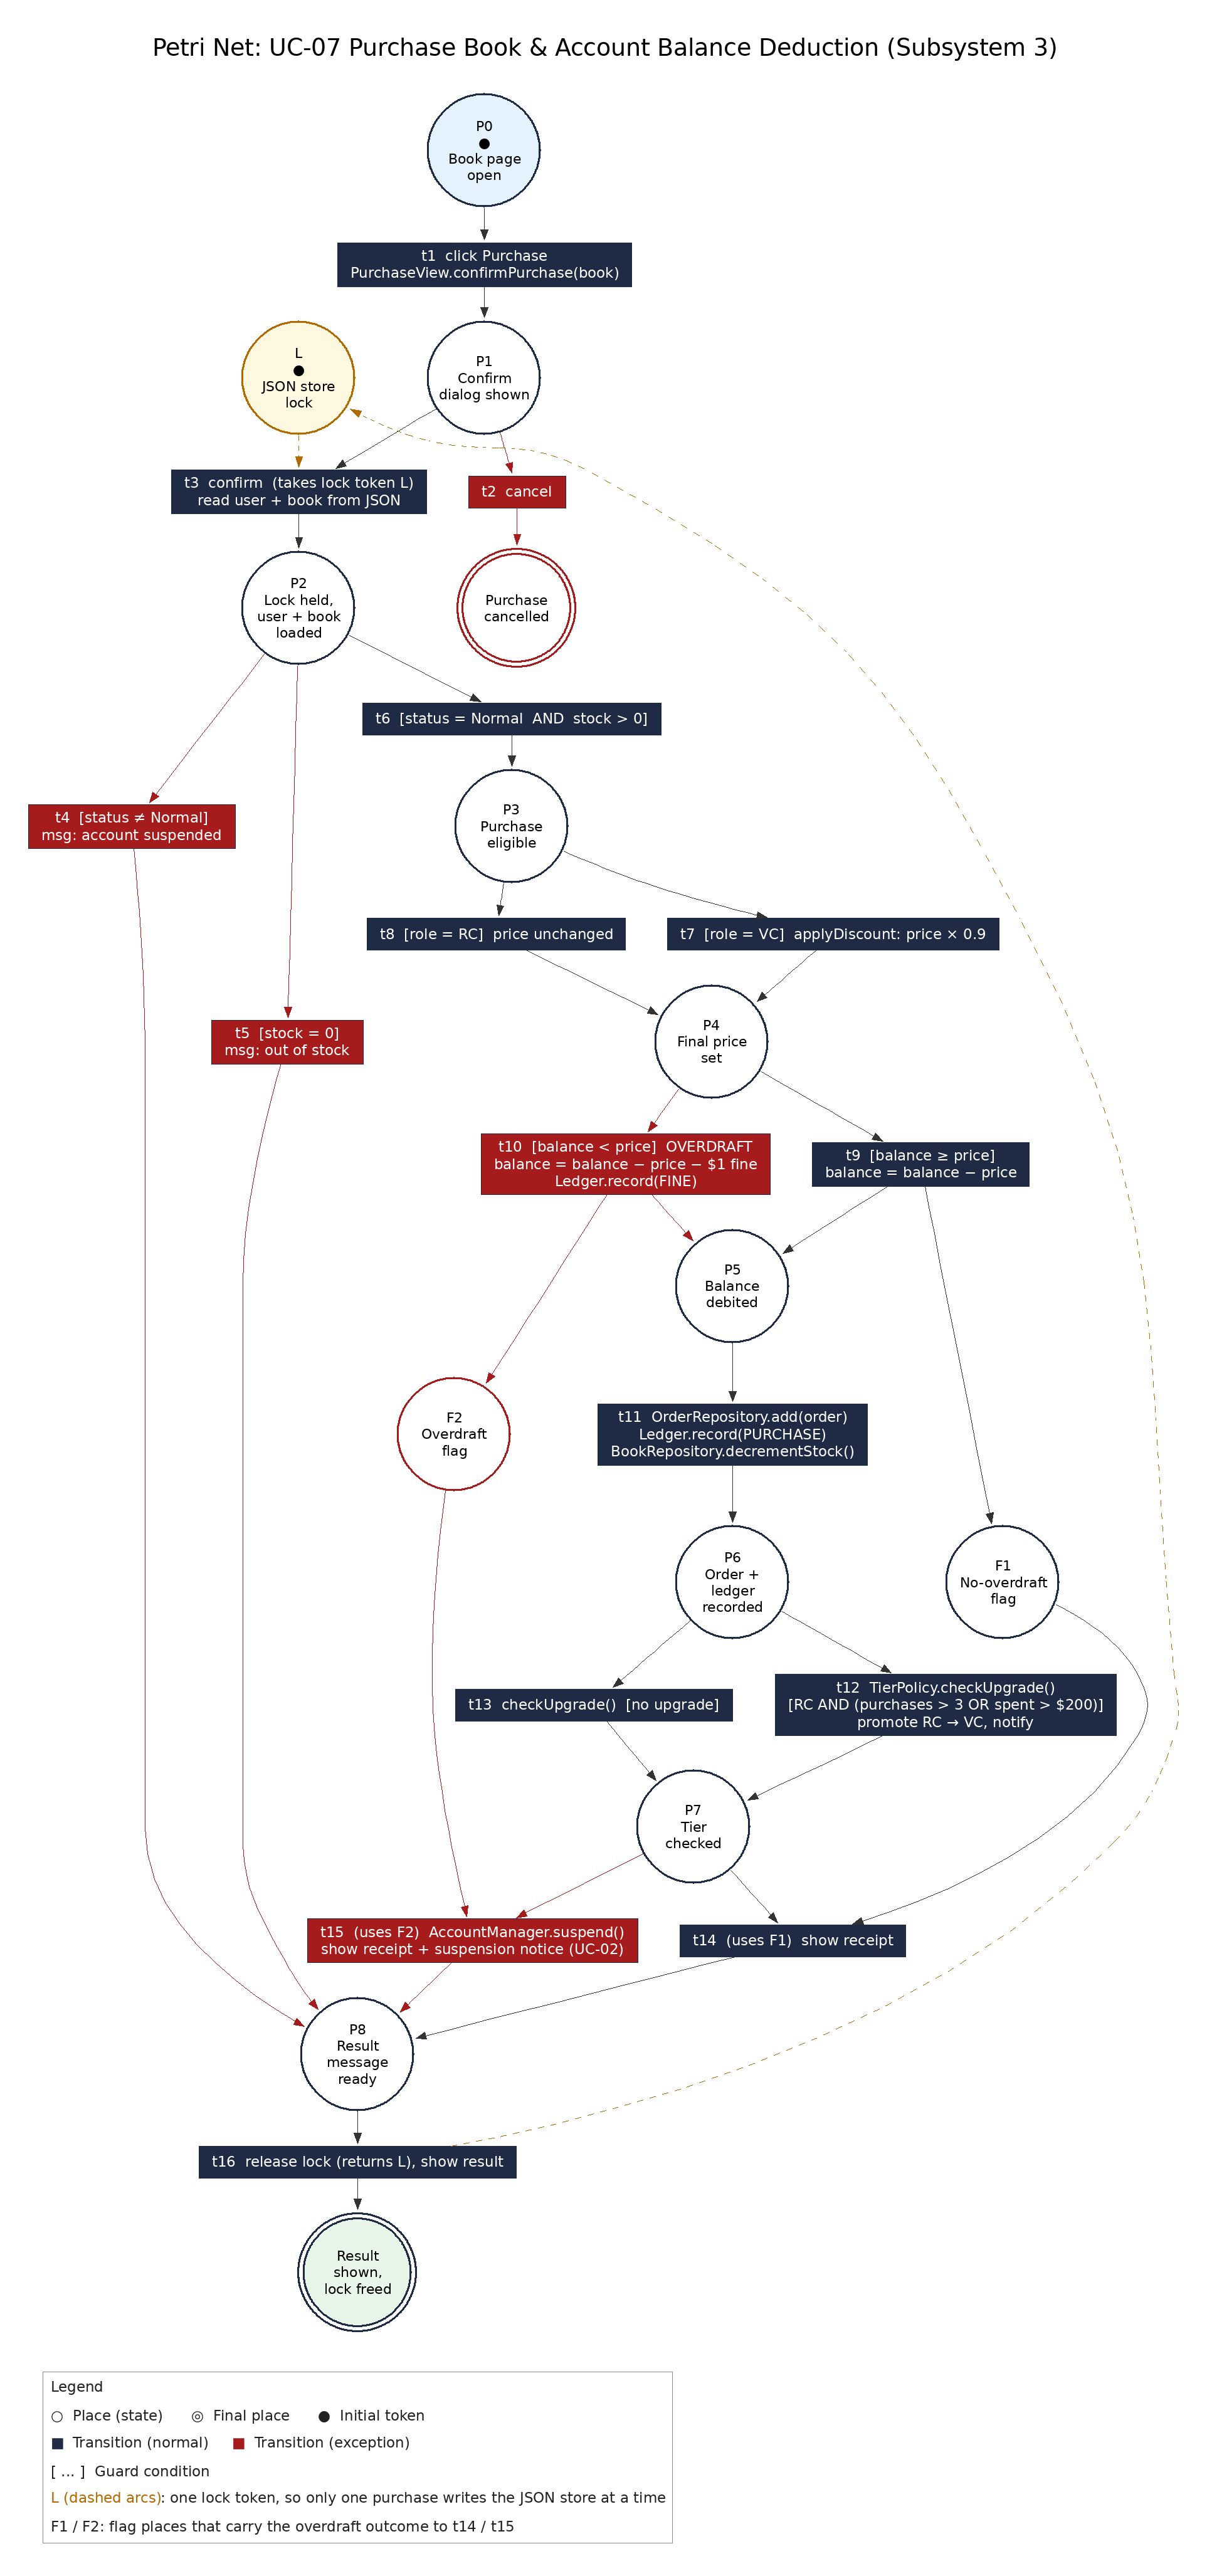 Petri Net: UC-07 Purchase Book & Account Balance Deduction (Subsystem 3)
P0
Book page
open
t1  click Purchase
PurchaseView.confirmPurchase(book)
L
JSON store
lock
P1
Confirm
dialog shown
t3  confirm  (takes lock token L)
read user + book from JSON
t2  cancel
P2
Lock held,
user + book
loaded
Purchase
cancelled
t6  [status = Normal  AND  stock > 0]
t4  [status ≠ Normal]
msg: account suspended
P3
Purchase
eligible
t8  [role = RC]  price unchanged
t7  [role = VC]  applyDiscount: price × 0.9
t5  [stock = 0]
msg: out of stock
P4
Final price
set
t10  [balance < price]  OVERDRAFT
balance = balance − price − $1 fine
Ledger.record(FINE)
t9  [balance ≥ price]
balance = balance − price
P5
Balance
debited
F2
Overdraft
flag
t11  OrderRepository.add(order)
Ledger.record(PURCHASE)
BookRepository.decrementStock()
P6
Order +
ledger
recorded
F1
No-overdraft
flag
t13  checkUpgrade()  [no upgrade]
t12  TierPolicy.checkUpgrade()
[RC AND (purchases > 3 OR spent > $200)]
promote RC → VC, notify
P7
Tier
checked
t15  (uses F2)  AccountManager.suspend()
show receipt + suspension notice (UC-02)
t14  (uses F1)  show receipt
P8
Result
message
ready
t16  release lock (returns L), show result
Result
shown,
lock freed
Legend
○  Place (state)  ◎  Final place  ●  Initial token
■  Transition (normal)  ■  Transition (exception)
[ ... ]  Guard condition
L (dashed arcs): one lock token, so only one purchase writes the JSON store at a time
F1 / F2: flag places that carry the overdraft outcome to t14 / t15